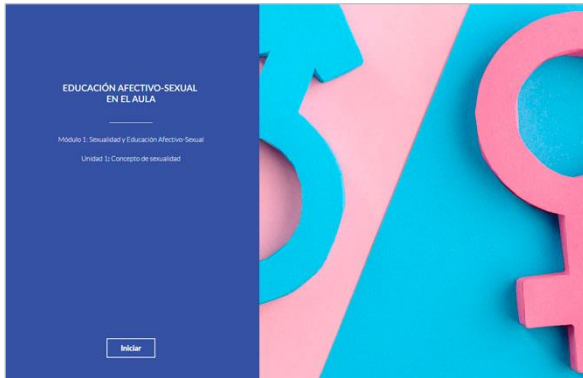 EDUCACIÓN AFECTIVO-SEXUAL
EN EL AULA
Módulo 1: Sexualidad y Educación Afectivo-Sexual
Unidad 1: Concepto de sexualidad
Iniciar